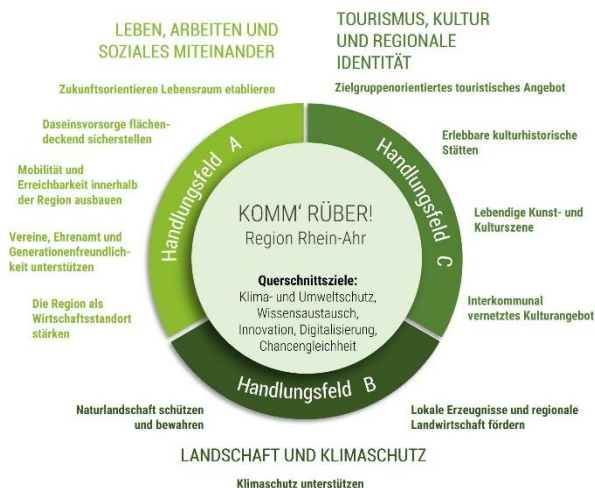 LEBEN, ARBEITEN UND
SOZIALES MITEINANDER
Zukunftsorientieren Lebensraum etablieren
Daseinsvorsorge flächen-
deckend sicherstellen
Mobilität und
Erreichbarkeit innerhalb
der Region ausbauen
Vereine, Ehrenamt und
Generationenfreundlich-
keit unterstützen
Die Region als
Wirtschaftsstandort
stärken
Handlungsfeld A
TOURISMUS, KULTUR
UND REGIONALE
IDENTITÄT
Zielgruppenorientiertes touristisches Angebot
Erlebbare kulturhistorische
Stätten
Lebendige Kunst- und
Kulturszene
Interkommunal
vernetztes Kulturangebot
Handlungsfeld C
KOMM' RÜBER!
Region Rhein-Ahr
Querschnittsziele:
Klima- und Umweltschutz,
Wissensaustausch,
Innovation, Digitalisierung,
Chancengleichheit
Handlungsfeld B
Naturlandschaft schützen
und bewahren
Lokale Erzeugnisse und regionale
Landwirtschaft fördern
LANDSCHAFT UND KLIMASCHUTZ
Klimaschutz unterstützen